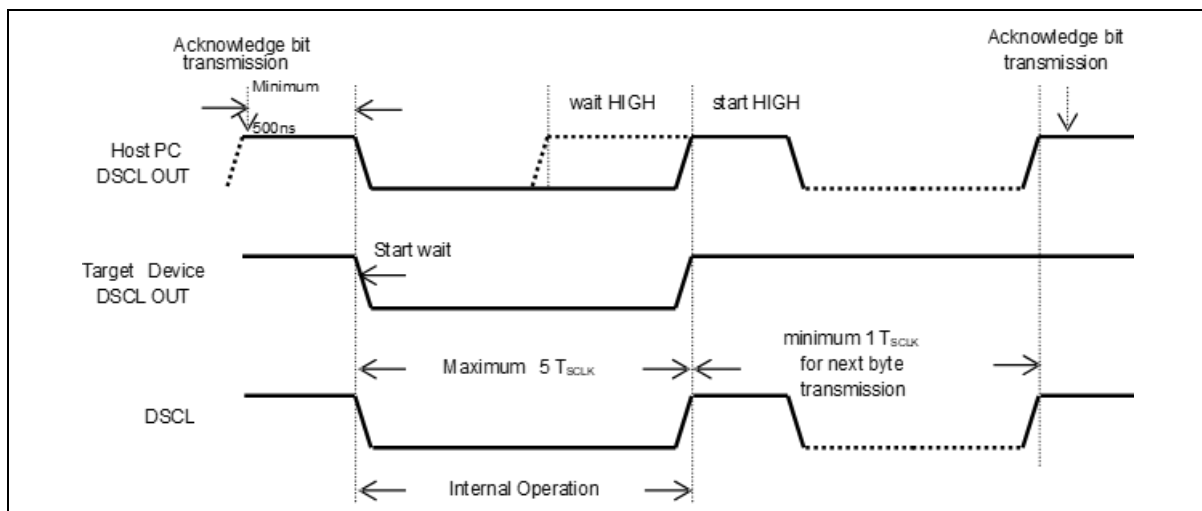 Acknowledge bit
transmission
Acknowledge bit
transmission
Minimum
500ns
wait HIGH
start HIGH
Host PC
DSCL OUT
Start wait
Target Device
DSCL OUT
Maximum 5 TSCLK
minimum 1 TSCLK
for next byte
transmission
DSCL
Internal Operation